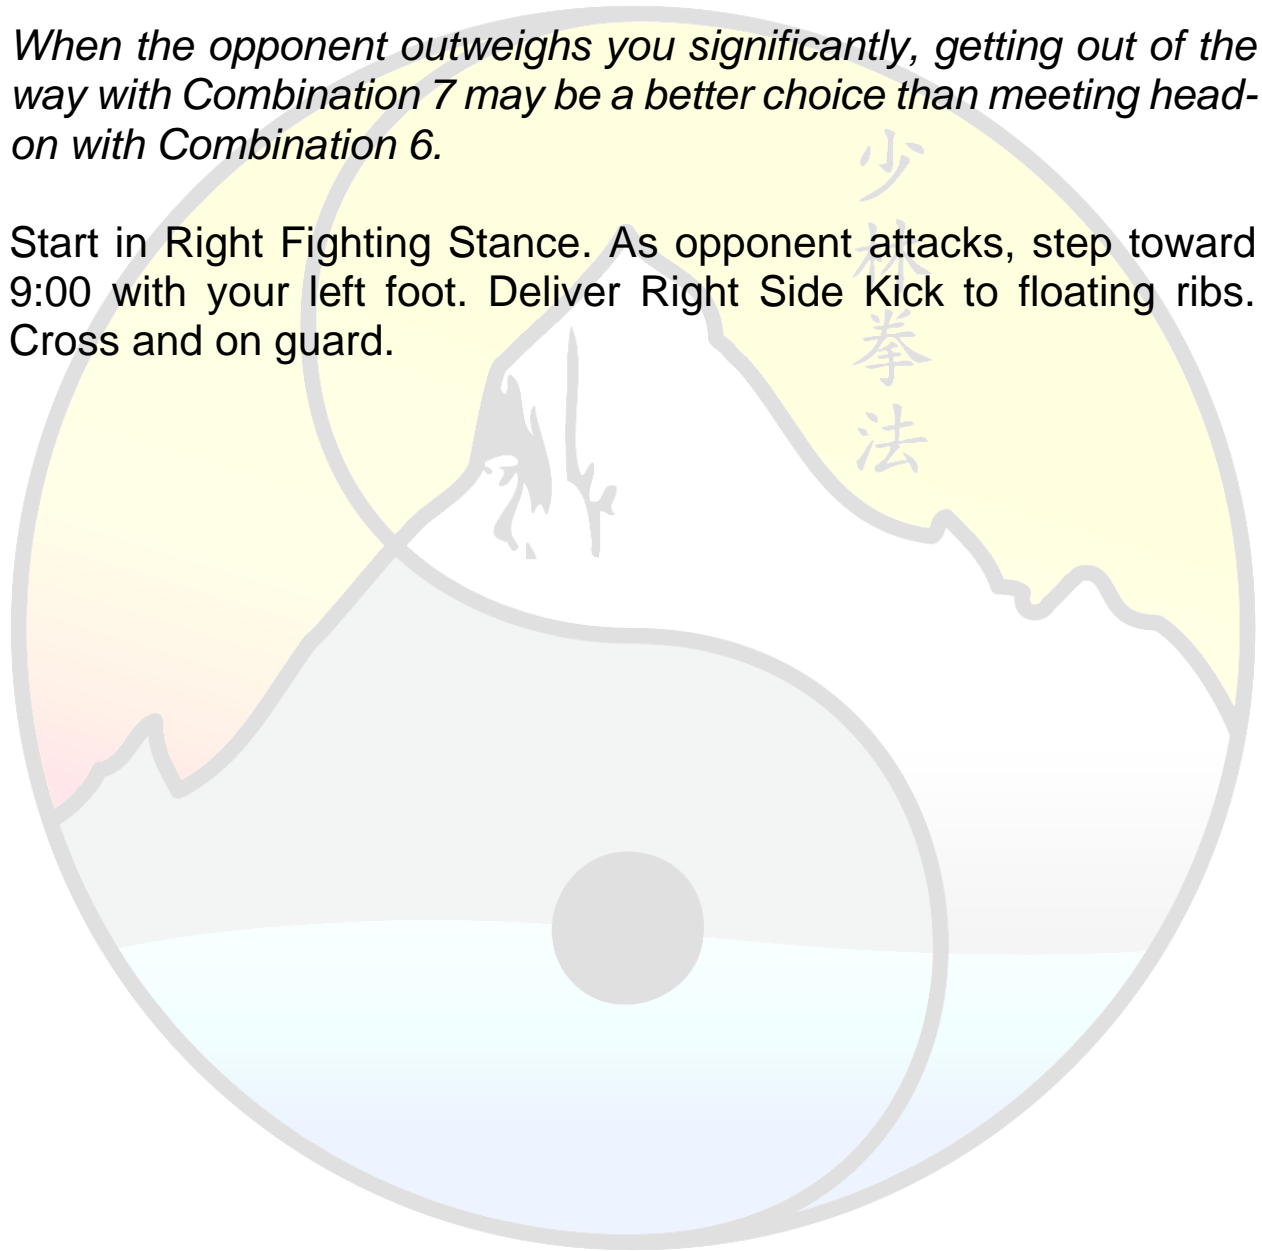 When the opponent outweighs you significantly, getting out of the
way with Combination 7 may be a better choice than meeting head-
on with Combination 6.
Start in Right Fighting Stance. As opponent attacks, step toward
9:00 with your left foot. Deliver Right Side Kick to floating ribs.
Cross and on guard.
少
林
拳
法